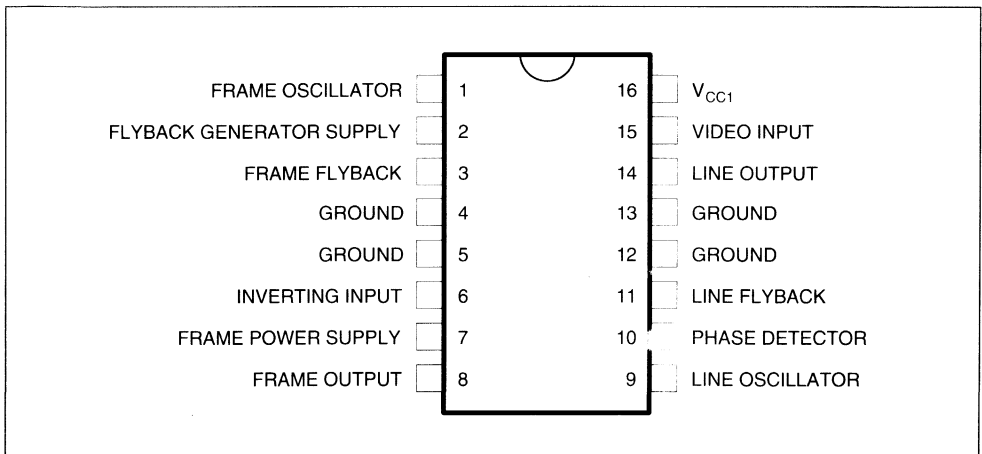 FRAME OSCILLATOR 1 16 V_CC1
FLYBACK GENERATOR SUPPLY 2 15 VIDEO INPUT
FRAME FLYBACK 3 14 LINE OUTPUT
GROUND 4 13 GROUND
GROUND 5 12 GROUND
INVERTING INPUT 6 11 LINE FLYBACK
FRAME POWER SUPPLY 7 10 PHASE DETECTOR
FRAME OUTPUT 8 9 LINE OSCILLATOR